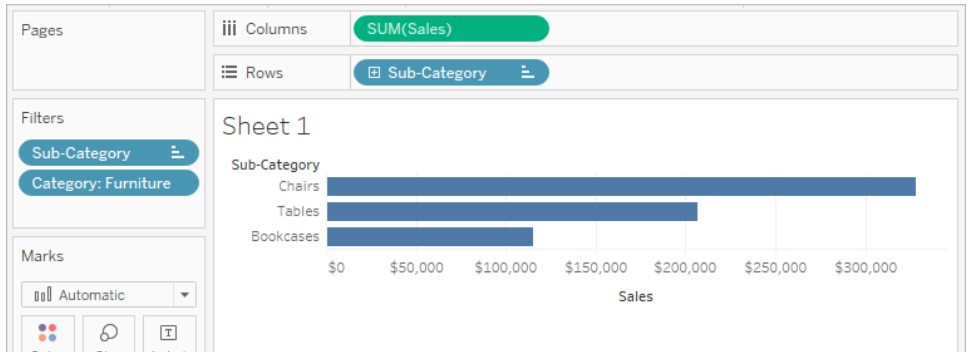 Pages
Columns
SUM(Sales)
Rows
Sub-Category
Filters
Sub-Category
Category: Furniture
Marks
Automatic
Sheet 1
Sub-Category
Chairs
Tables
Bookcases
$0 $50,000 $100,000 $150,000 $200,000 $250,000 $300,000
Sales
T